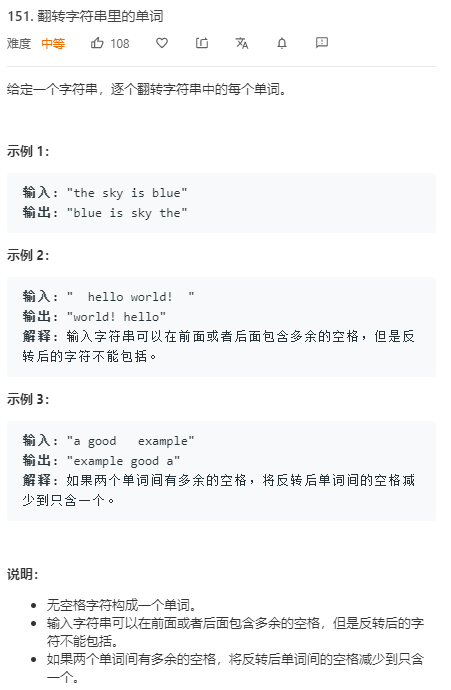 151. 翻转字符串里的单词
难度 中等 108
给定一个字符串，逐个翻转字符串中的每个单词。
示例 1：
输入："the sky is blue"
输出："blue is sky the"
示例 2：
输入："  hello world!  "
输出："world! hello"
解释：输入字符串可以在前面或者后面包含多余的空格，但是反
转后的字符不能包括。
示例 3：
输入："a good   example"
输出："example good a"
解释：如果两个单词间有多余的空格，将反转后单词间的空格减
少到只含一个。
说明：
• 无空格字符构成一个单词。
• 输入字符串可以在前面或者后面包含多余的空格，但是反转后的字
符不能包括。
• 如果两个单词间有多余的空格，将反转后单词间的空格减少到只含
一个。